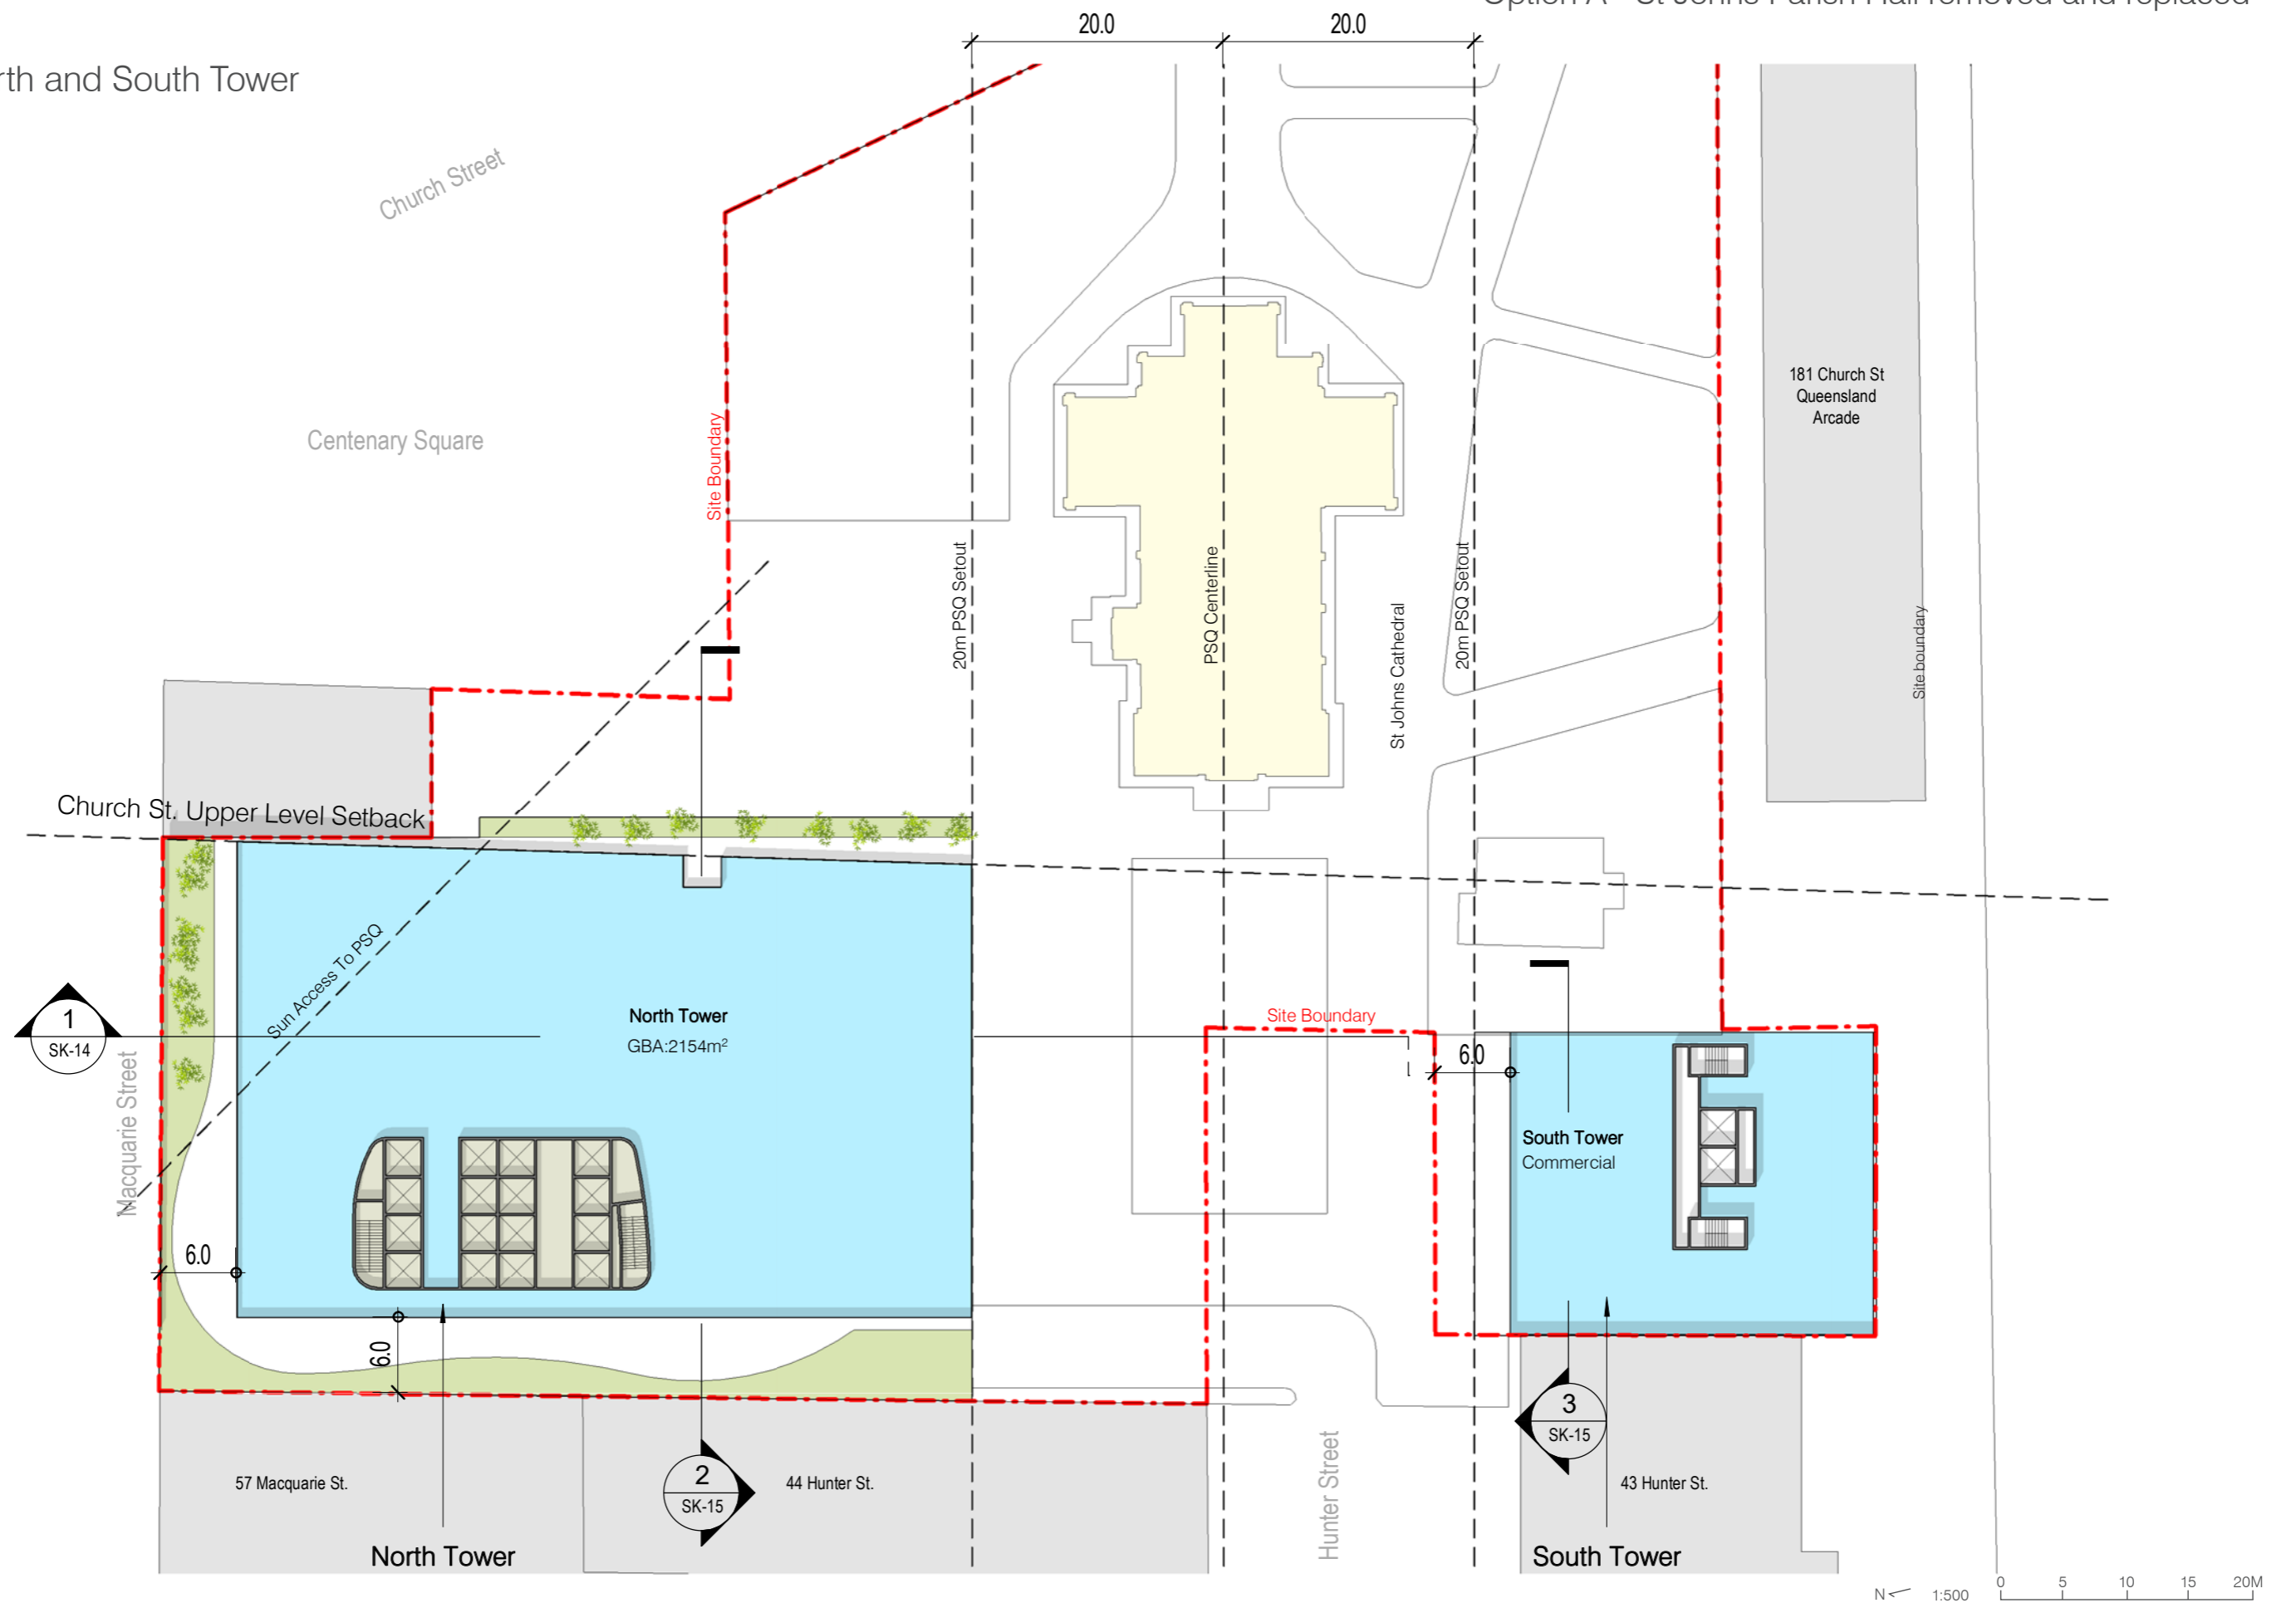 Option A - St Johns Parish Hall removed and replaced
20.0
20.0
rth and South Tower
Church Street
181 Church St
Queensland
Arcade
Centenary Square
Site Boundary
20m PSQ Setout
PSQ Centerline
St Johns Cathedral
20m PSQ Setout
Site boundary
Church St. Upper Level Setback
Sun Access To PSQ
1
SK-14
Macquarie Street
North Tower
GBA:2154m²
Site Boundary
6.0
South Tower
Commercial
6.0
6.0
3
SK-15
57 Macquarie St.
2
SK-15
44 Hunter St.
Hunter Street
43 Hunter St.
North Tower
South Tower
N
1:500
0
5
10
15
20M